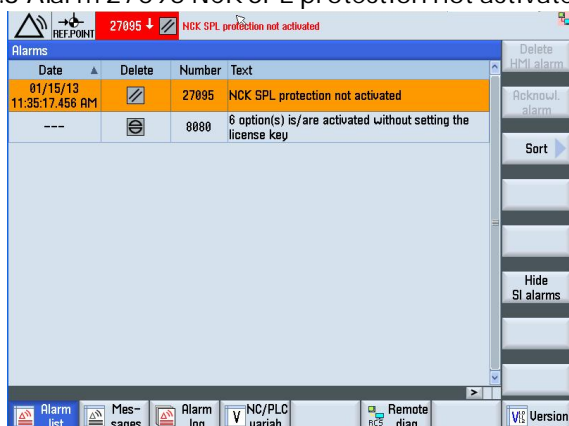 Alarm 27095 NCK SPL protection not activate
REF.POINT
27095 NCK SPL protection not activated
Alarms
Date Delete Number Text
01/15/13
11:35:17.456 AM
27095 NCK SPL protection not activated
--- 8080 6 option(s) is/are activated without setting the
license key
Delete
HMI alarm
Acknowl.
alarm
Sort
Hide
SI alarms
Alarm
list
Mes-
sages
Alarm
log
NC/PLC
variab.
Remote
diag.
Version